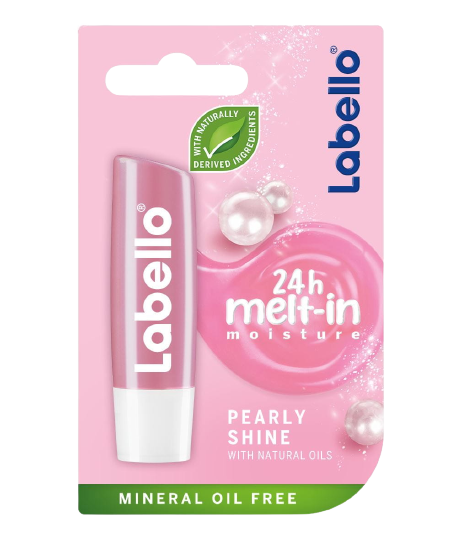 Labello
WITH NATURALLY
DERIVED INGREDIENTS
Labello®
24h
melt-in
moisture
PEARLY
SHINE
WITH NATURAL OILS
MINERAL OIL FREE